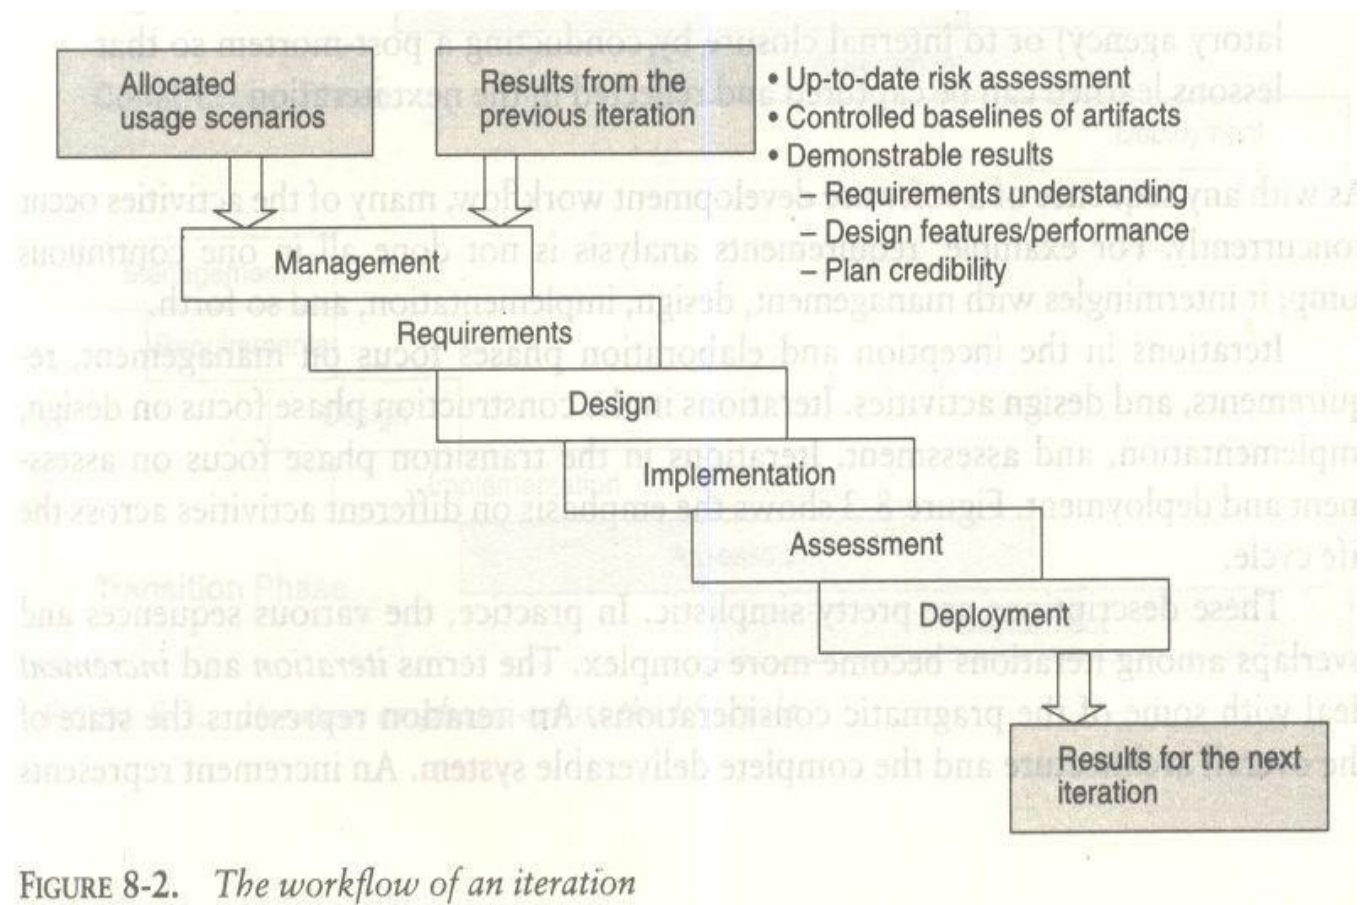 Allocated
usage scenarios
Results from the
previous iteration
• Up-to-date risk assessment
• Controlled baselines of artifacts
• Demonstrable results
– Requirements understanding
– Design features/performance
– Plan credibility
Management
Requirements
Design
Implementation
Assessment
Deployment
Results for the next
iteration
FIGURE 8-2. The workflow of an iteration